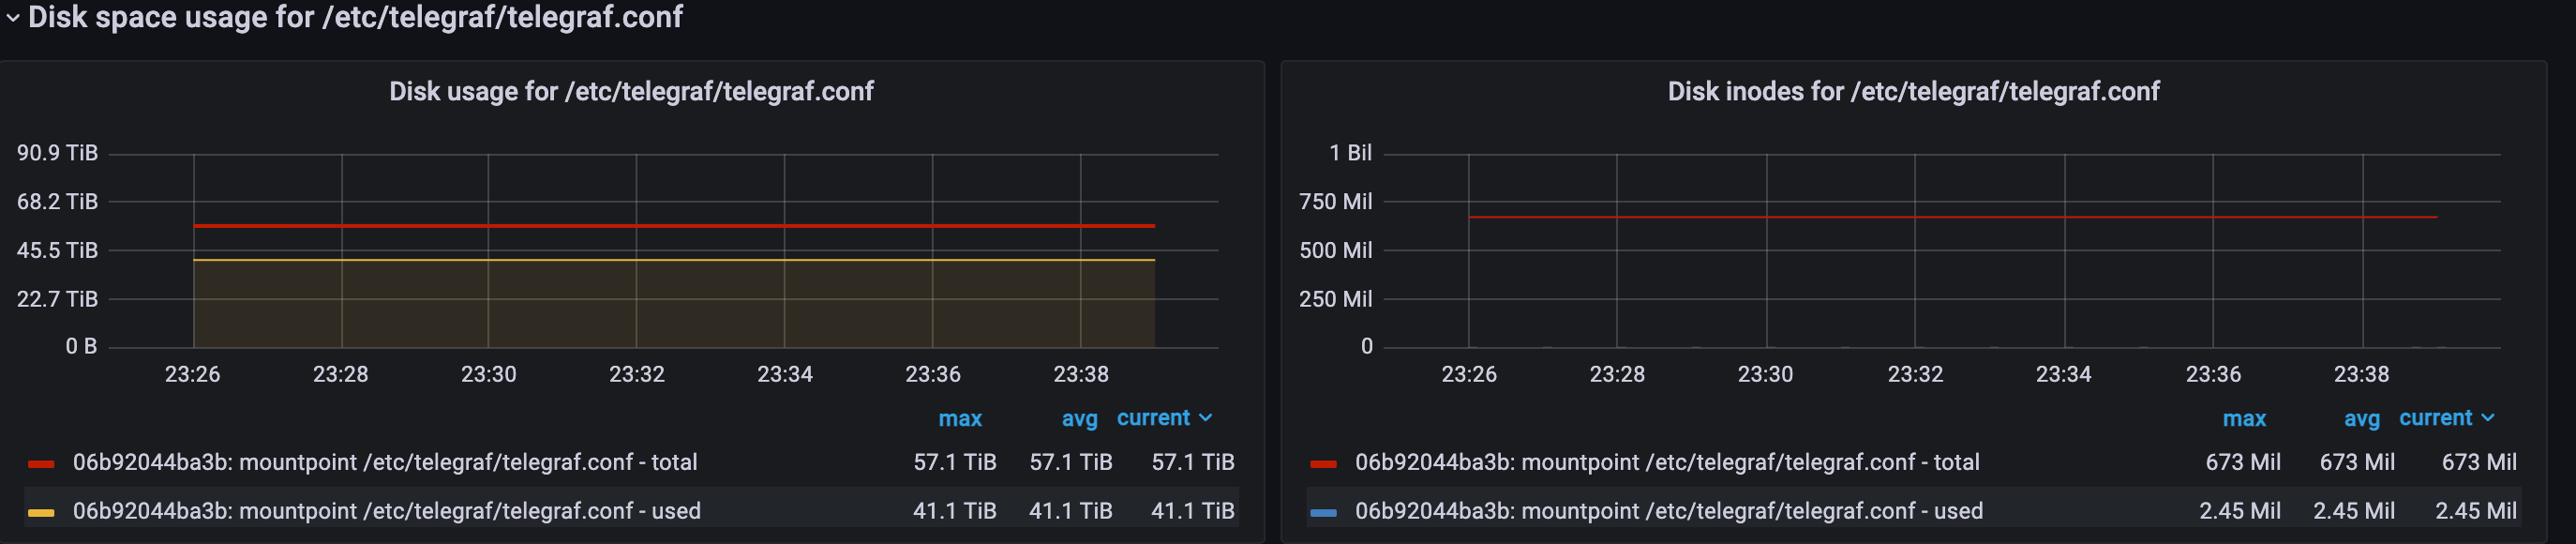 Disk space usage for /etc/telegraf/telegraf.conf
Disk usage for /etc/telegraf/telegraf.conf
90.9 TiB
68.2 TiB
45.5 TiB
22.7 TiB
0 B
23:26 23:28 23:30 23:32 23:34 23:36 23:38
max avg current
06b92044ba3b: mountpoint /etc/telegraf/telegraf.conf - total 57.1 TiB 57.1 TiB 57.1 TiB
06b92044ba3b: mountpoint /etc/telegraf/telegraf.conf - used 41.1 TiB 41.1 TiB 41.1 TiB
Disk inodes for /etc/telegraf/telegraf.conf
1 Bil
750 Mil
500 Mil
250 Mil
0
23:26 23:28 23:30 23:32 23:34 23:36 23:38
max avg current
06b92044ba3b: mountpoint /etc/telegraf/telegraf.conf - total 673 Mil 673 Mil 673 Mil
06b92044ba3b: mountpoint /etc/telegraf/telegraf.conf - used 2.45 Mil 2.45 Mil 2.45 Mil